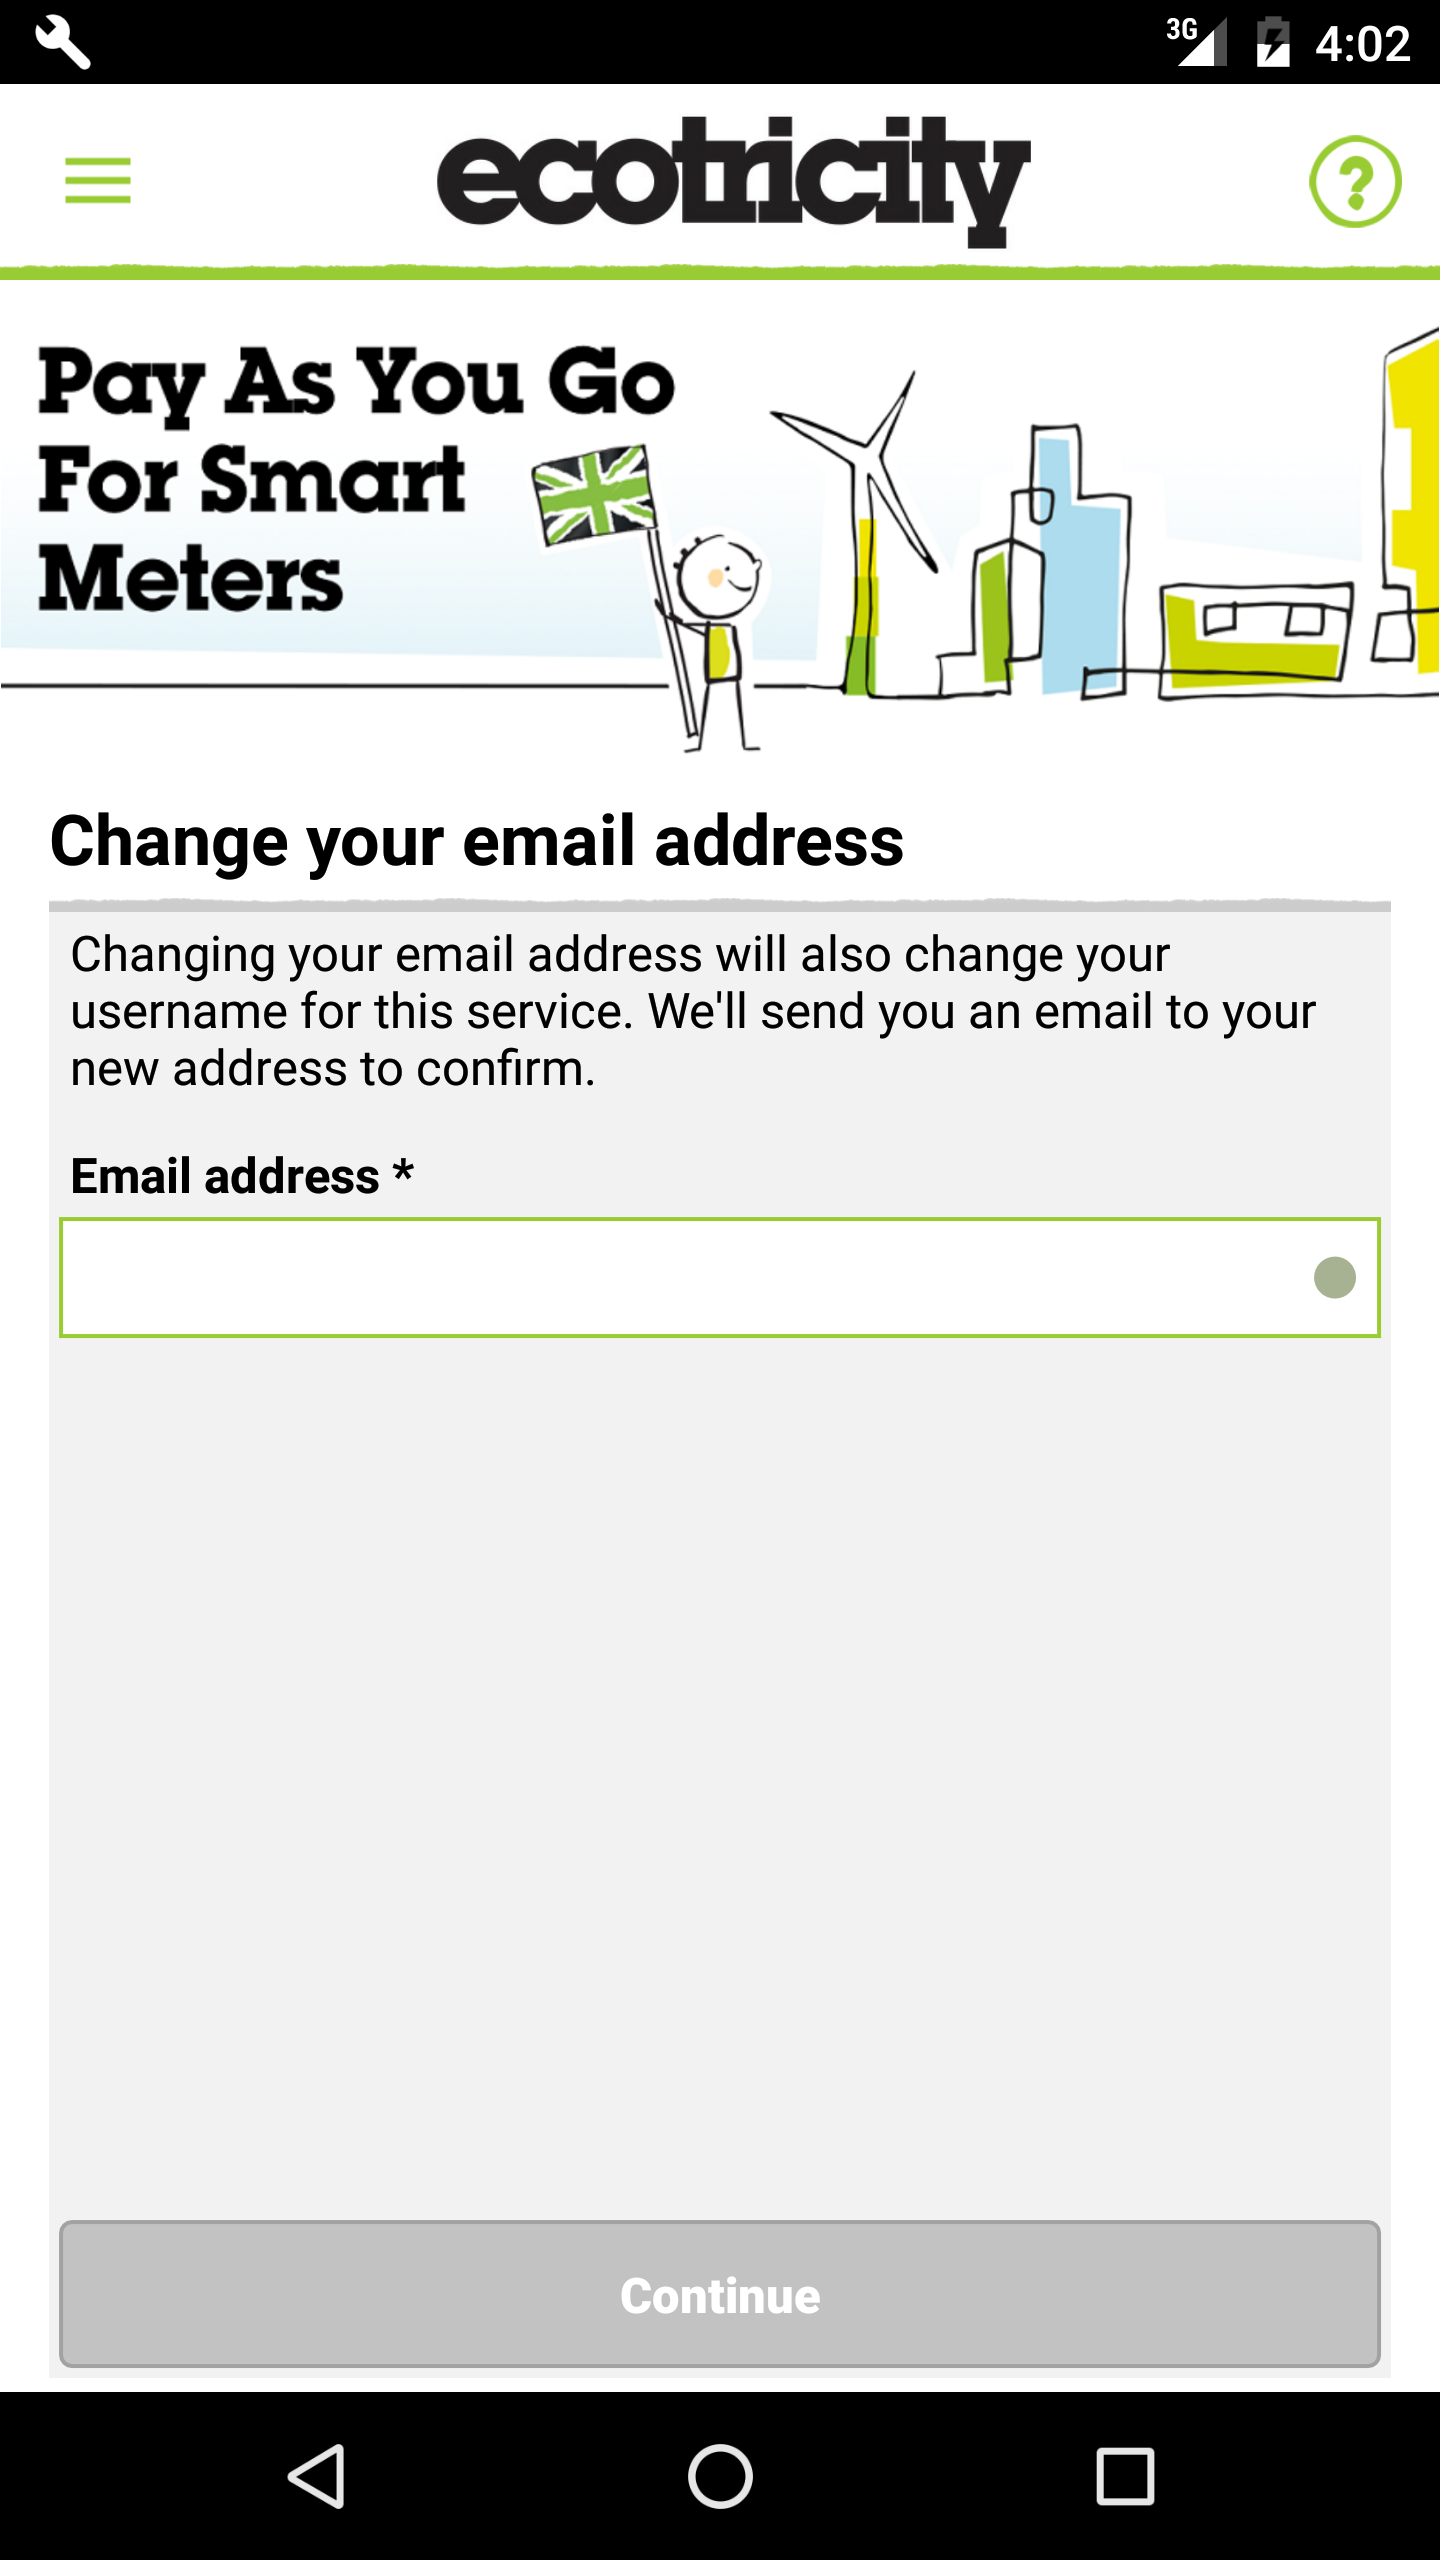 3G 4:02
ecotricity
Pay As You Go
For Smart
Meters
Change your email address
Changing your email address will also change your
username for this service. We'll send you an email to your
new address to confirm.
Email address *
Continue